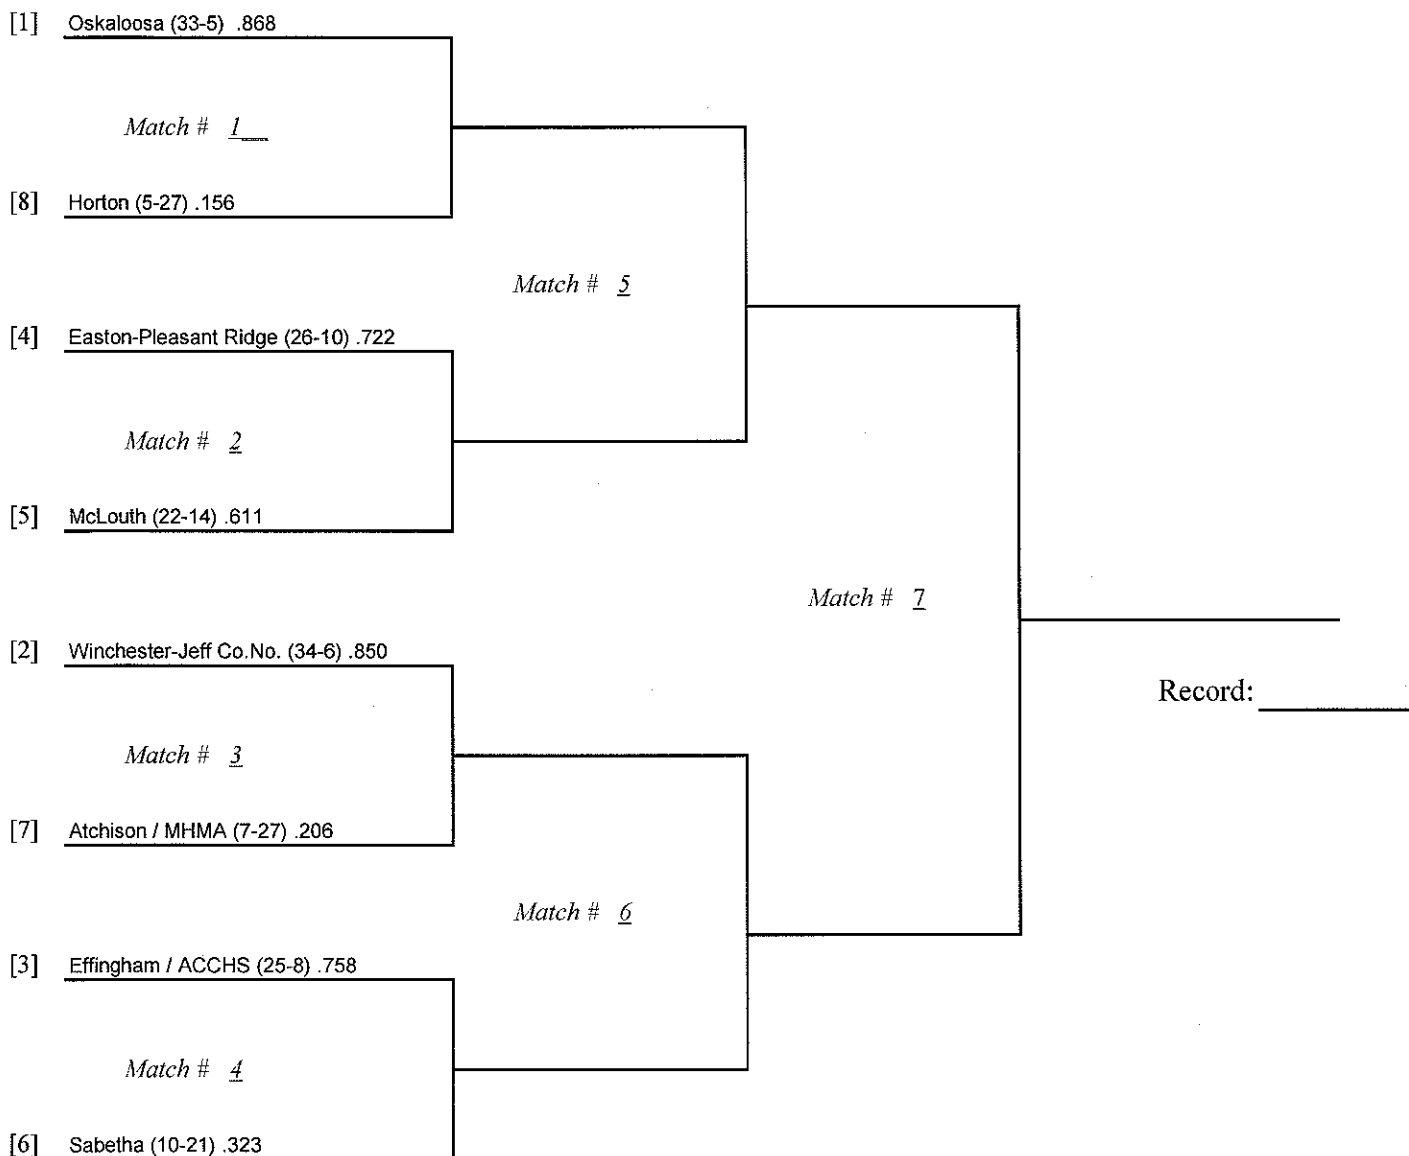 [1] Oskaloosa (33-5) .868
Match # 1
[8] Horton (5-27) .156
Match # 5
[4] Easton-Pleasant Ridge (26-10) .722
Match # 2
[5] McLouth (22-14) .611
Match # 7
[2] Winchester-Jeff Co.No. (34-6) .850
Record:
Match # 3
[7] Atchison / MHMA (7-27) .206
Match # 6
[3] Effingham / ACCHS (25-8) .758
Match # 4
[6] Sabetha (10-21) .323